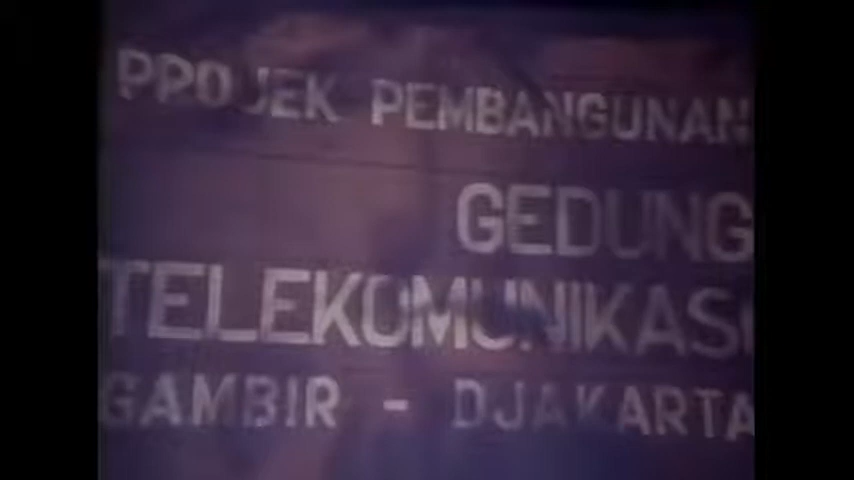 PROJEK PEMBANGUNAN
GEDUNG
TELEKOMUNIKASI
GAMBIR - DJAKARTA